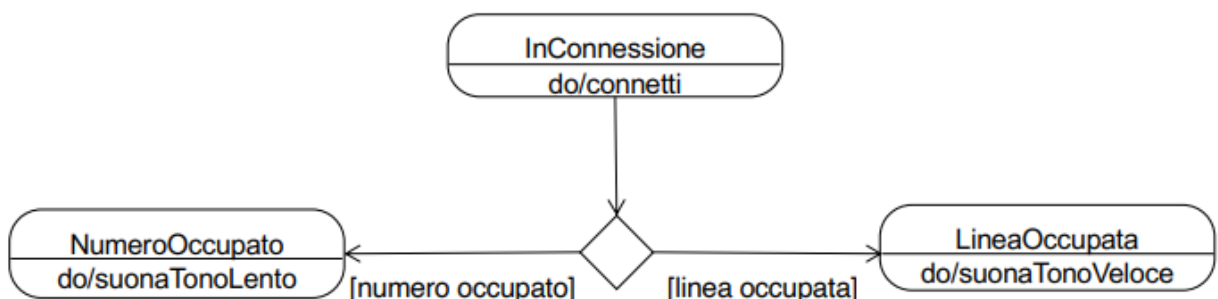 InConnessione
do/connetti
NumeroOccupato
do/suonaTonoLento
[numero occupato]
[linea occupata]
LineaOccupata
do/suonaTonoVeloce